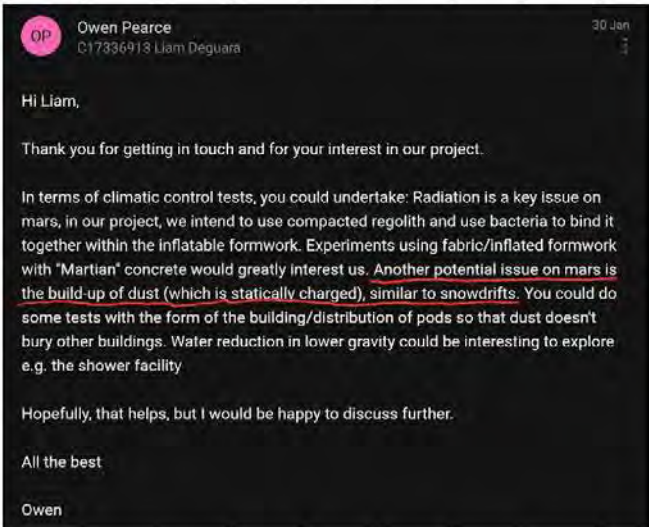 OP
Owen Pearce
30 Jan
C17336913 Liam Deguara
Hi Liam,
Thank you for getting in touch and for your interest in our project.
In terms of climatic control tests, you could undertake: Radiation is a key issue on
mars, in our project, we intend to use compacted regolith and use bacteria to bind it
together within the inflatable formwork. Experiments using fabric/inflated formwork
with "Martian" concrete would greatly interest us. Another potential issue on mars is
the build-up of dust (which is statically charged), similar to snowdrifts. You could do
some tests with the form of the building/distribution of pods so that dust doesn't
bury other buildings. Water reduction in lower gravity could be interesting to explore
e.g. the shower facility
Hopefully, that helps, but I would be happy to discuss further.
All the best
Owen